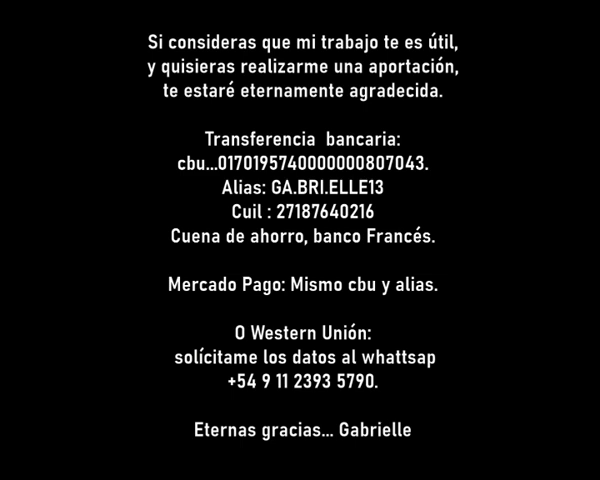 Si consideras que mi trabajo te es útil,
y quisieras realizarme una aportación,
te estaré eternamente agradecida.
Transferencia bancaria:
cbu...0170195740000000807043.
Alias: GA.BRI.ELLE13
Cuil : 27187640216
Cuena de ahorro, banco Francés.
Mercado Pago: Mismo cbu y alias.
O Western Unión:
solícitame los datos al whattsap
+54 9 11 2393 5790.
Eternas gracias... Gabrielle